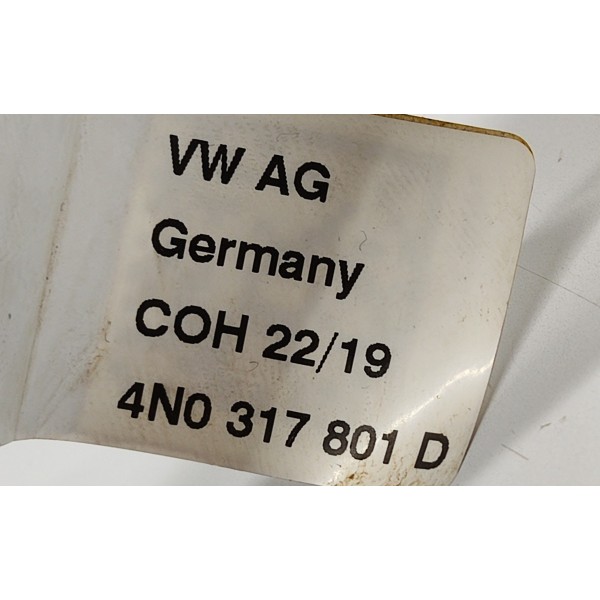 VW AG
Germany
COH 22/19
4N0 317 801 D